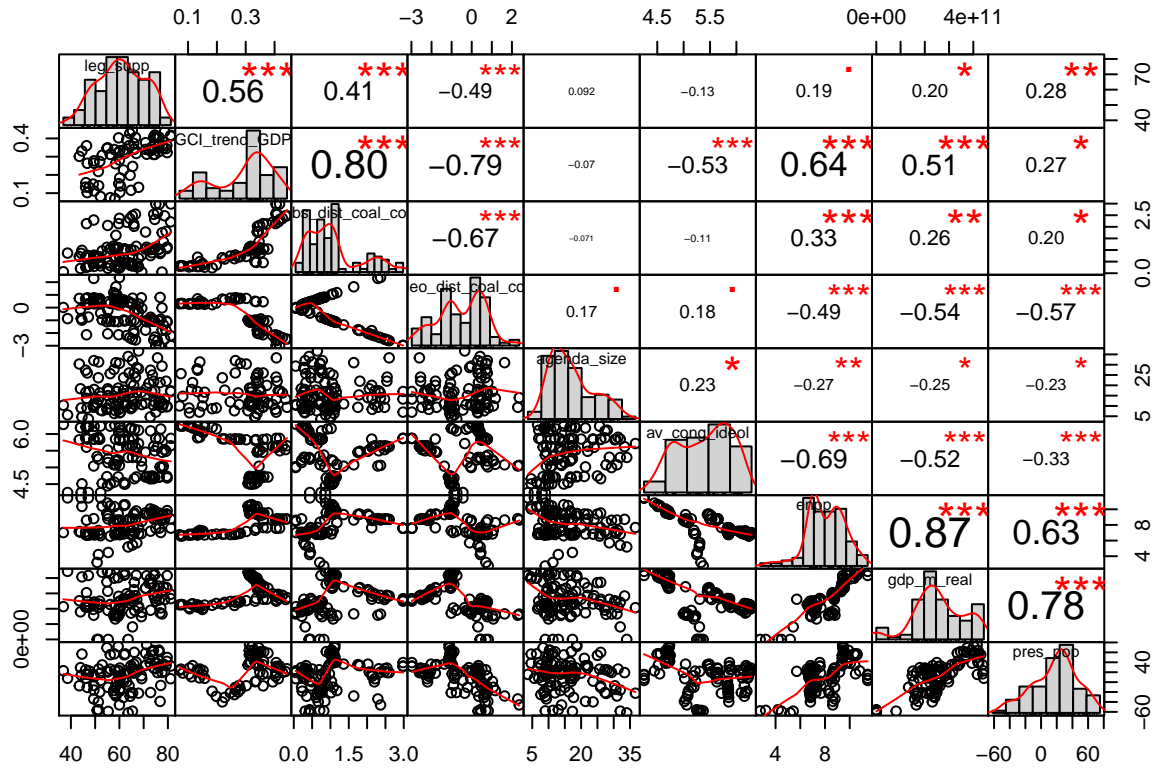 0.1 0.3 −3 0 2 4.5 5.5 0e+00 4e+11
leg_supp 0.56 *** 0.41 *** −0.49 *** 0.092 −0.13 0.19 . 0.20 * 0.28 ** 40 70
0.1 0.4 GCI_trend_GDP 0.80 *** −0.79 *** −0.07 −0.53 *** 0.64 *** 0.51 *** 0.27 *
bs_dist_coal_co −0.67 *** −0.071 −0.11 0.33 *** 0.26 ** 0.20 * 0.0 2.5
−3 0 eo_dist_coal_co 0.17 . 0.18 . −0.49 *** −0.54 *** −0.57 ***
agenda_size 0.23 * −0.27 ** −0.25 * −0.23 * 5 25
4.5 6.0 av_cong_ideol −0.69 *** −0.52 *** −0.33 ***
0.87 *** 0.63 *** 4 8
0e+00 gdp_m_real 0.78 ***
−60 40
40 60 80 0.0 1.5 3.0 5 20 35 4 8 −60 0 60